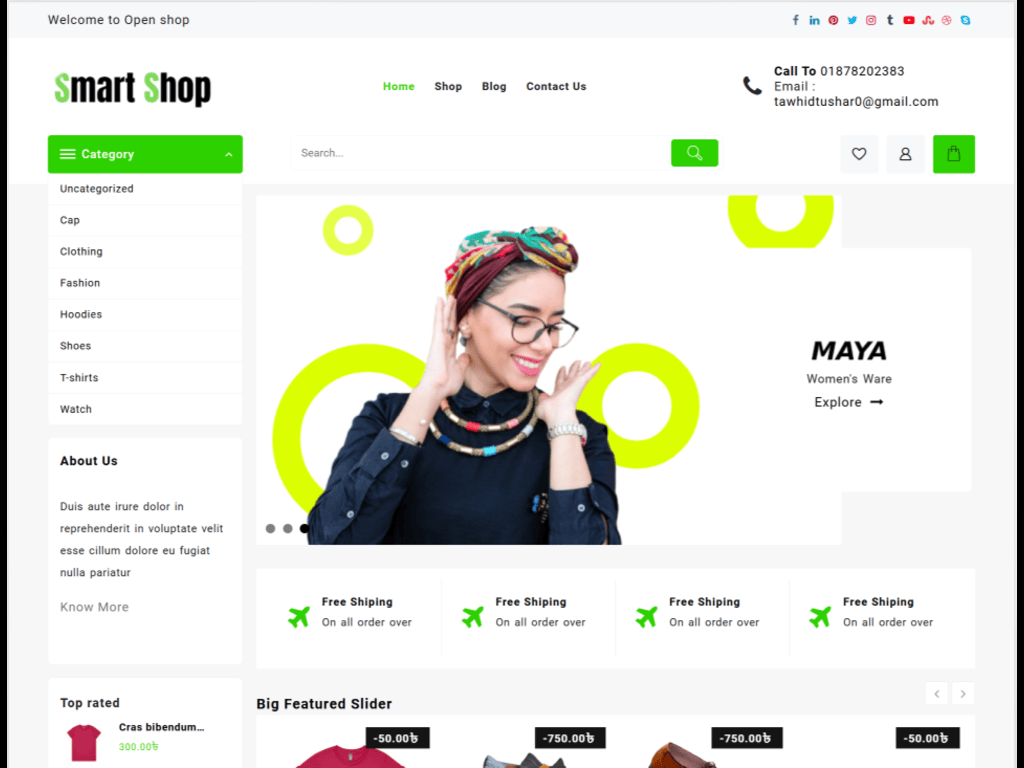 Welcome to Open shop
Smart Shop
Home Shop Blog Contact Us
Call To 01878202383
Email :
tawhidtushar0@gmail.com
Category
Search...
Uncategorized
Cap
Clothing
Fashion
Hoodies
Shoes
T-shirts
Watch
MAYA
Women's Ware
Explore →
About Us
Duis aute irure dolor in
reprehenderit in voluptate velit
esse cillum dolore eu fugiat
nulla pariatur
Know More
Free Shiping
On all order over
Free Shiping
On all order over
Free Shiping
On all order over
Free Shiping
On all order over
Top rated
Cras bibendum...
300.00৳
Big Featured Slider
-50.00৳
-750.00৳
-750.00৳
-50.00৳